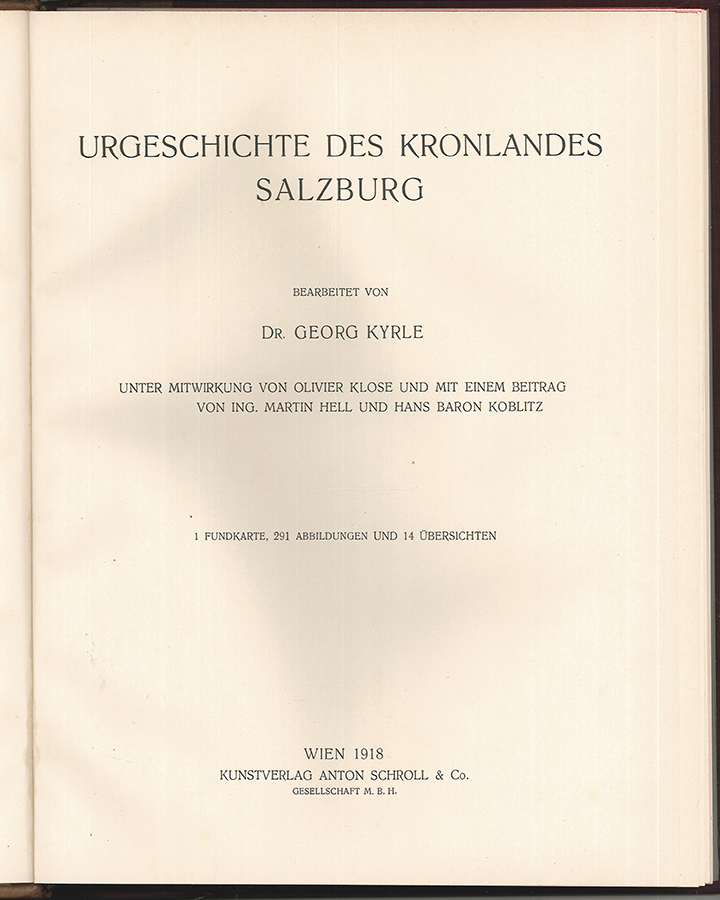 URGESCHICHTE DES KRONLANDES
SALZBURG
BEARBEITET VON
DR. GEORG KYRLE
UNTER MITWIRKUNG VON OLIVIER KLOSE UND MIT EINEM BEITRAG
VON ING. MARTIN HELL UND HANS BARON KOBLITZ
1 FUNDKARTE, 291 ABBILDUNGEN UND 14 ÜBERSICHTEN
WIEN 1918
KUNSTVERLAG ANTON SCHROLL & Co.
GESELLSCHAFT M. B. H.